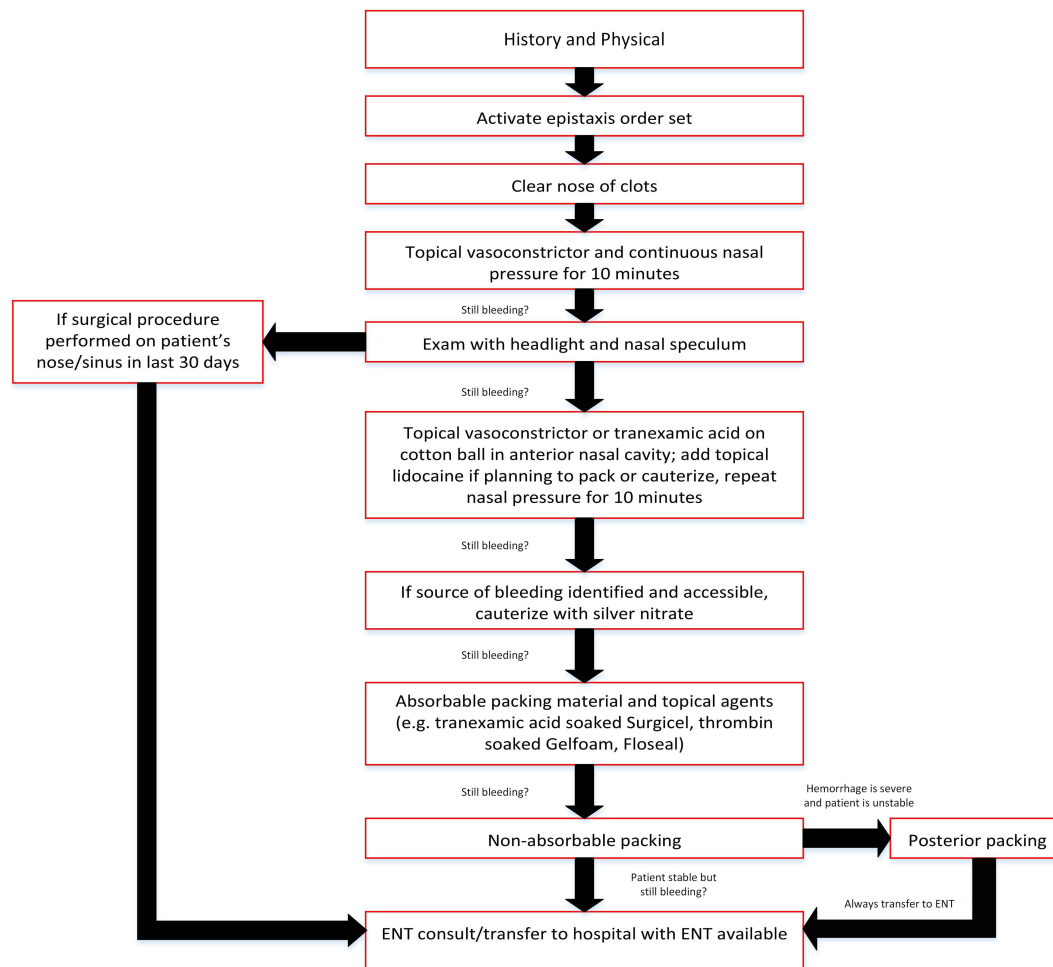 History and Physical
Activate epistaxis order set
Clear nose of clots
Topical vasoconstrictor and continuous nasal
pressure for 10 minutes
Still bleeding?
If surgical procedure
performed on patient’s
nose/sinus in last 30 days
Exam with headlight and nasal speculum
Still bleeding?
Topical vasoconstrictor or tranexamic acid on
cotton ball in anterior nasal cavity; add topical
lidocaine if planning to pack or cauterize, repeat
nasal pressure for 10 minutes
Still bleeding?
If source of bleeding identified and accessible,
cauterize with silver nitrate
Still bleeding?
Absorbable packing material and topical agents
(e.g. tranexamic acid soaked Surgicel, thrombin
soaked Gelfoam, Floseal)
Still bleeding?
Hemorrhage is severe
and patient is unstable
Non-absorbable packing
Posterior packing
Patient stable but
still bleeding?
Always transfer to ENT
ENT consult/transfer to hospital with ENT available